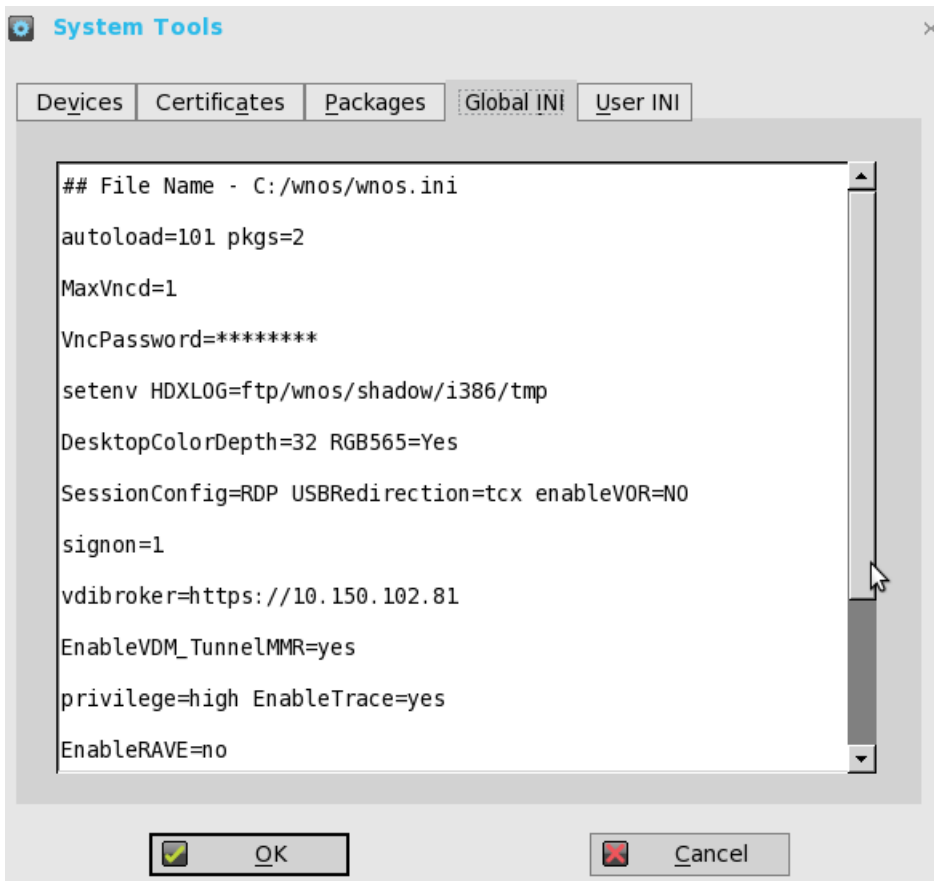 System Tools
Devices Certificates Packages Global INI User INI
## File Name - C:/wnos/wnos.ini
autoload=101 pkgs=2
MaxVncd=1
VncPassword=********
setenv HDXLOG=ftp/wnos/shadow/i386/tmp
DesktopColorDepth=32 RGB565=Yes
SessionConfig=RDP USBRedirection=tcx enableVOR=NO
signon=1
vdibroker=https://10.150.102.81
EnableVDM_TunnelMMR=yes
privilege=high EnableTrace=yes
EnableRAVE=no
OK Cancel